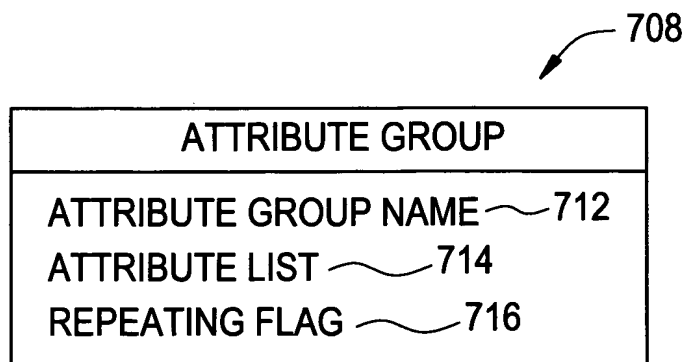 708
ATTRIBUTE GROUP
ATTRIBUTE GROUP NAME 712
ATTRIBUTE LIST 714
REPEATING FLAG 716